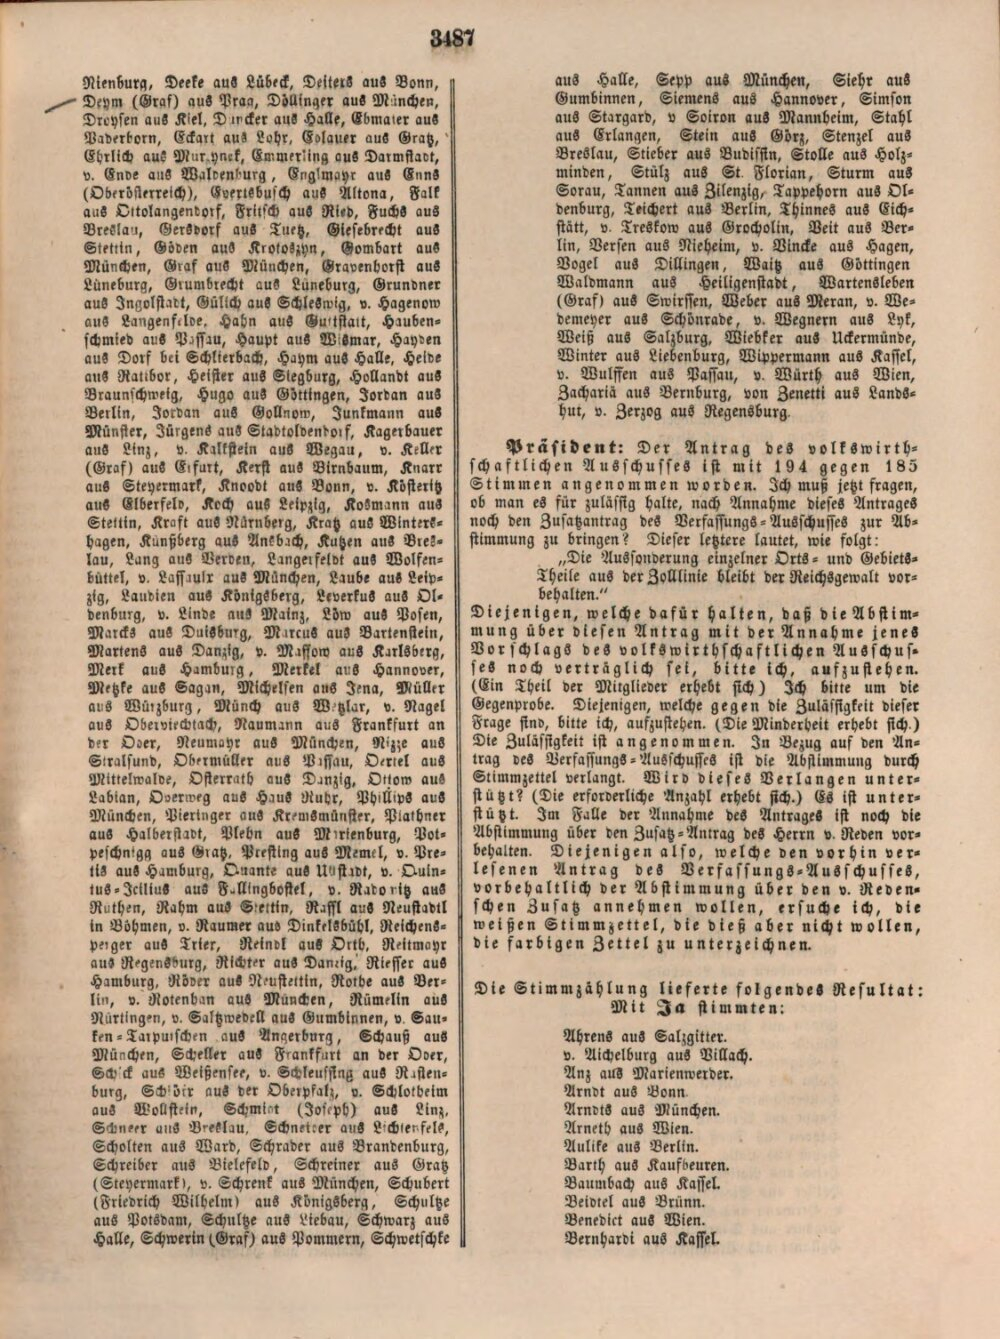 3487
Nienburg, Deeke aus Lübeck, Deiters aus Bonn,
Deym (Graf) aus Prag, Döllinger aus München,
Droysen aus Kiel, Duncker aus Halle, Ebmaier aus
Paderborn, Eckart aus Lohr, Edlauer aus Gratz,
Ehrlich aus Murzynek, Emmerling aus Darmstadt,
v. Ende aus Waldenburg, Englmayr aus Enns
(Oberösterreich), Evertsbusch aus Altona, Falk
aus Ottolangendorf, Fritsch aus Ried, Fuchs aus
Breslau, Gersdorf aus Tuetz, Giesebrecht aus
Stettin, Göden aus Krotoszyn, Gombart aus
München, Graf aus München, Gravenhorst aus
Lüneburg, Grumbrecht aus Lüneburg, Grundner
aus Ingolstadt, Gülich aus Schleswig, v. Hagenow
aus Langenfelde, Hahn aus Guttstatt, Hauben-
schmied aus Passau, Haupt aus Wismar, Hayden
aus Dorf bei Schlierbach, Haym aus Halle, Heide
aus Ratibor, Heister aus Siegburg, Hollandt aus
Braunschweig, Hugo aus Göttingen, Jordan aus
Berlin, Jordan aus Gollnow, Junkmann aus
Münster, Jürgens aus Stadtoldendorf, Kagerbauer
aus Linz, v. Kalkstein aus Wegau, v. Keller
(Graf) aus Erfurt, Kerst aus Birnbaum, Knarr
aus Steyermark, Knoodt aus Bonn, v. Kösteritz
aus Elberfeld, Koch aus Leipzig, Kosmann aus
Stettin, Kraft aus Nürnberg, Kratz aus Winters-
hagen, Künßberg aus Ansbach, Kutzen aus Bres-
lau, Lang aus Verden, Langerfeldt aus Wolfen-
büttel, v. Lassaulx aus München, Laube aus Leip-
zig, Laudien aus Königsberg, Leverkus aus Ol-
denburg, v. Linde aus Mainz, Löw aus Posen,
Marcks aus Duisburg, Marcus aus Bartenstein,
Martens aus Danzig, v. Massow aus Karlsberg,
Merk aus Hamburg, Merkel aus Hannover,
Metzke aus Sagan, Michelsen aus Jena, Müller
aus Würzburg, Münch aus Wetzlar, v. Nagel
aus Oberviechtach, Naumann aus Frankfurt an
der Oder, Neumayr aus München, Nizze aus
Stralsund, Obermüller aus Passau, Oertel aus
Mittelwalde, Osterrath aus Danzig, Ottow aus
Labian, Overweg aus Haus Ruhr, Phillips aus
München, Pieringer aus Kremsmünster, Plathner
aus Halberstadt, Plehn aus Marienburg, Pot-
peschnigg aus Gratz, Presting aus Memel, v. Pre-
tis aus Hamburg, Quante aus Ullstadt, v. Quin-
tus-Icilius aus Fallingbostel, v. Radowitz aus
Rüthen, Rahm aus Stettin, Raffl aus Neustadtl
in Böhmen, v. Raumer aus Dinkelsbühl, Reichens-
perger aus Trier, Reindl aus Orth, Reitmayr
aus Regensburg, Richter aus Danzig, Riesser aus
Hamburg, Röder aus Neustettin, Rothe aus Ber-
lin, v. Rotenhan aus München, Rümelin aus
Nürtingen, v. Saltzwedell aus Gumbinnen, v. Sau-
ken-Tarputschen aus Angerburg, Schauß aus
München, Scheller aus Frankfurt an der Oder,
Schick aus Weißensee, v. Schleussing aus Rasten-
burg, Schlör aus der Oberpfalz, v. Schlotheim
aus Wollstein, Schmidt (Joseph) aus Linz,
Schneer aus Breslau, Schneider aus Lichtenfels,
Scholten aus Ward, Schrader aus Brandenburg,
Schreiber aus Bielefeld, Schreiner aus Gratz
(Steyermark), v. Schrenk aus München, Schubert
(Friedrich Wilhelm) aus Königsberg, Schultze
aus Potsdam, Schultze aus Liebau, Schwarz aus
Halle, Schwerin (Graf) aus Pommern, Schwetschke
aus Halle, Sepp aus München, Siehr aus
Gumbinnen, Siemens aus Hannover, Simson
aus Stargard, v Soiron aus Mannheim, Stahl
aus Erlangen, Stein aus Görz, Stenzel aus
Breslau, Stieber aus Budissin, Stolle aus Holz-
minden, Stülz aus St. Florian, Sturm aus
Sorau, Tannen aus Zilenzig, Tappehorn aus Ol-
denburg, Teichert aus Berlin, Thinnes aus Eich-
stätt, v. Treskow aus Grocholin, Veit aus Ber-
lin, Versen aus Nieheim, v. Vincke aus Hagen,
Vogel aus Dillingen, Waitz aus Göttingen
Waldmann aus Heiligenstadt, Wartensleben
(Graf) aus Swirssen, Weber aus Meran, v. We-
demeyer aus Schönrade, v. Wegnern aus Lyk,
Weiß aus Salzburg, Wiebker aus Uckermünde,
Winter aus Liebenburg, Wippermann aus Kassel,
v. Wulffen aus Passau, v. Würth aus Wien,
Zachariä aus Bernburg, von Zenetti aus Lands-
hut, v. Zerzog aus Regensburg.
Präsident: Der Antrag des volkswirth-
schaftlichen Ausschusses ist mit 194 gegen 185
Stimmen angenommen worden. Ich muß jetzt fragen,
ob man es für zulässig halte, nach Annahme dieses Antrages
noch den Zusatzantrag des Verfassungs-Ausschusses zur Ab-
stimmung zu bringen? Dieser letztere lautet, wie folgt:
„Die Aussonderung einzelner Orts- und Gebiets-
Theile aus der Zolllinie bleibt der Reichsgewalt vor-
behalten.“
Diejenigen, welche dafür halten, daß die Abstim-
mung über diesen Antrag mit der Annahme jenes
Vorschlags des volkswirthschaftlichen Ausschus-
ses noch verträglich sei, bitte ich, aufzustehen.
(Ein Theil der Mitglieder erhebt sich.) Ich bitte um die
Gegenprobe. Diejenigen, welche gegen die Zulässigkeit dieser
Frage sind, bitte ich, aufzustehen. (Die Minderheit erhebt sich.)
Die Zulässigkeit ist angenommen. In Bezug auf den An-
trag des Verfassungs-Ausschusses ist die Abstimmung durch
Stimmzettel verlangt. Wird dieses Verlangen unter-
stützt? (Die erforderliche Anzahl erhebt sich.) Es ist unter-
stützt. Im Falle der Annahme des Antrages ist noch die
Abstimmung über den Zusatz-Antrag des Herrn v. Reden vor-
behalten. Diejenigen also, welche den vorhin ver-
lesenen Antrag des Verfassungs-Ausschusses,
vorbehaltlich der Abstimmung über den v. Reden-
schen Zusatz annehmen wollen, ersuche ich, die
weißen Stimmzettel, die dieß aber nicht wollen,
die farbigen Zettel zu unterzeichnen.
Die Stimmzählung lieferte folgendes Resultat:
Mit Ja stimmten:
Ahrens aus Salzgitter.
v. Aichelburg aus Villach.
Anz aus Marienwerder.
Arndt aus Bonn.
Arndts aus München.
Arneth aus Wien.
Aulike aus Berlin.
Barth aus Kaufbeuren.
Baumbach aus Kassel.
Beidtel aus Brünn.
Benedict aus Wien.
Bernhardi aus Kassel.